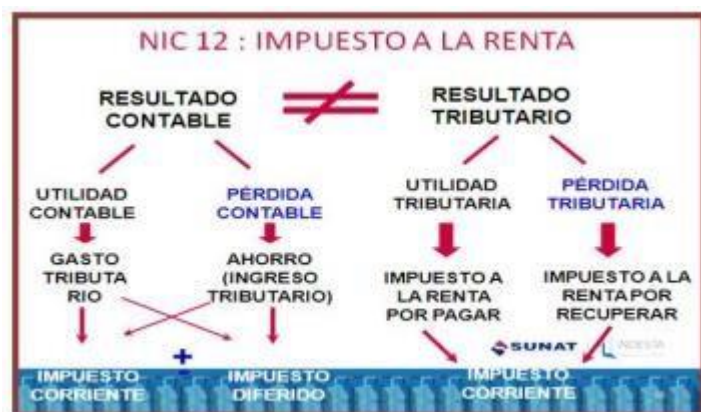 NIC 12 : IMPUESTO A LA RENTA
RESULTADO
CONTABLE
RESULTADO
TRIBUTARIO
UTILIDAD
CONTABLE
PÉRDIDA
CONTABLE
UTILIDAD
TRIBUTARIA
PÉRDIDA
TRIBUTARIA
GASTO
TRIBUTA
RIO
AHORRO
(INGRESO
TRIBUTARIO)
IMPUESTO A
LA RENTA
POR PAGAR
IMPUESTO A LA
RENTA POR
RECUPERAR
SUNAT
+
IMPUESTO
CORRIENTE
IMPUESTO
DIFERIDO
IMPUESTO
CORRIENTE